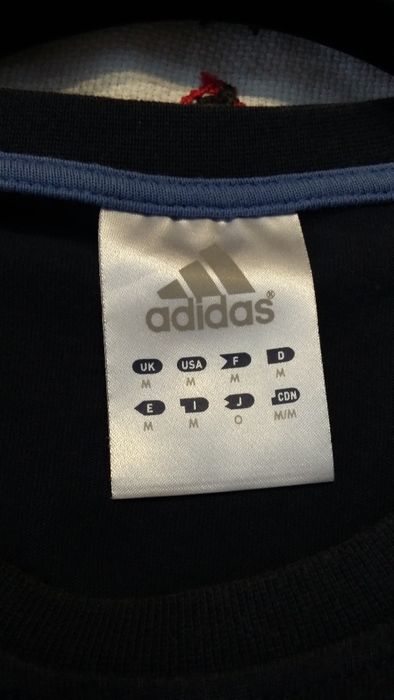 adidas®
UK USA F D
M M M M
E I J CDN
M M O M/M